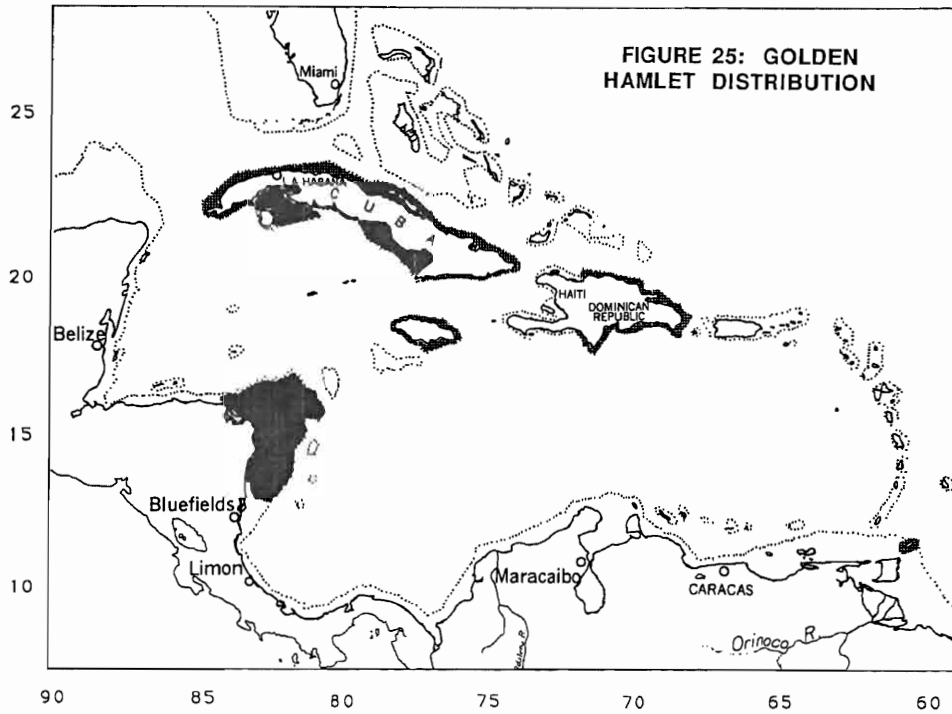 FIGURE 25: GOLDEN
HAMLET DISTRIBUTION
Miami
25
LA HABANA
C U B A
20
HAITI
DOMINICAN
REPUBLIC
Belize
15
Bluefields
Limon
Maracaibo
CARACAS
10
Orinoco R.
90 85 80 75 70 65 60